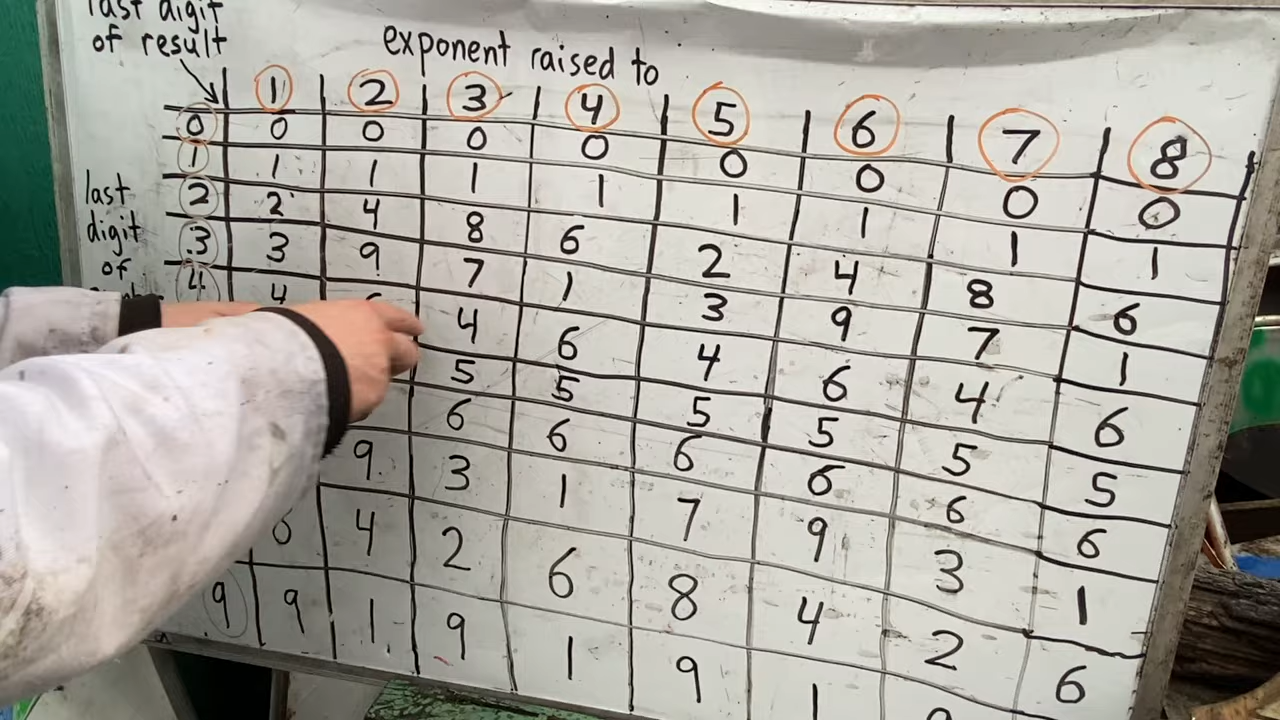 last digit
of result
exponent raised to
1 2 3 4 5 6 7 8
0 0 0 0 0 0 0 0 0
1 1 1 1 1 1 1 1 1
last
2 2 4 8 6 2 4 8 6
digit
3 3 9 7 1 3 9 7 1
of
4 4 4 6 4 6 4 6
5 5 5 5 5 5
6 6 6 6 6 6
9 3 1 7 9 3 1
4 2 6 8 4 2 6
9 9 1 9 1 9 1